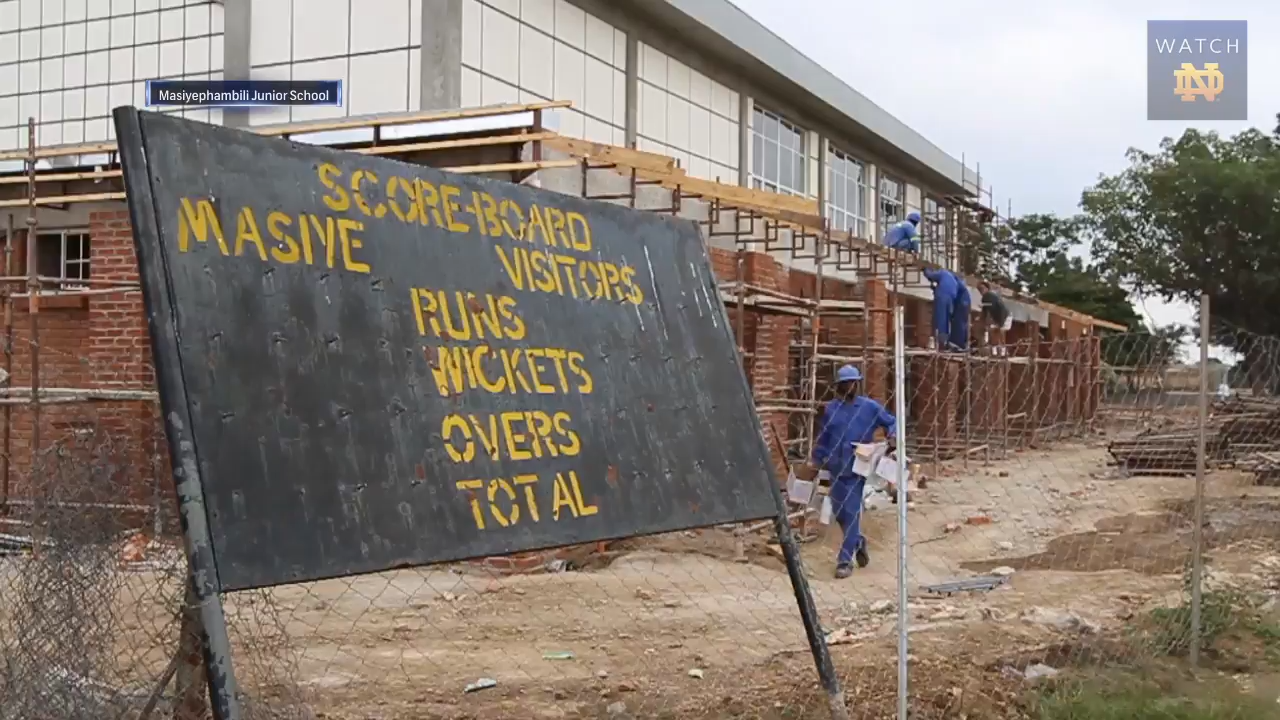 WATCH
ND
Masiyephambili Junior School
SCORE-BOARD
MASIYE VISITORS
RUNS
WICKETS
OVERS
TOTAL